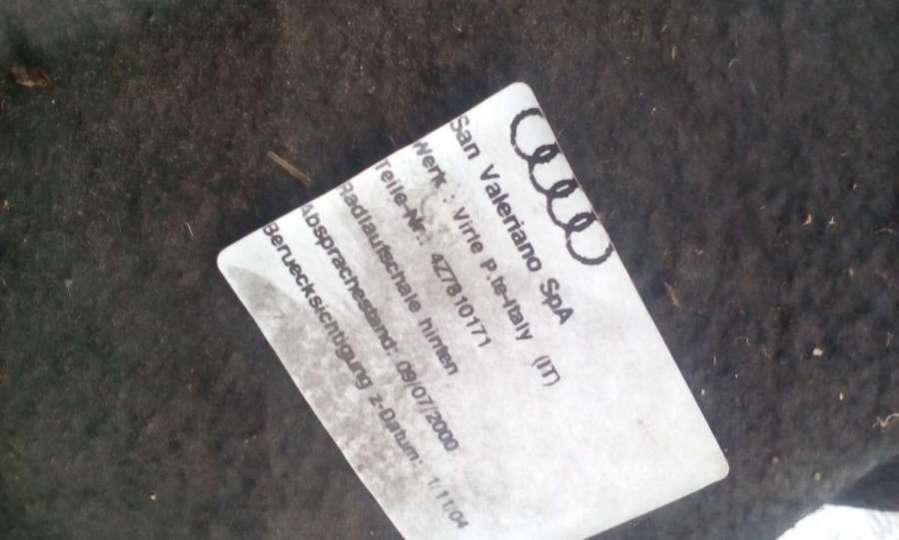 San Valeriano SpA
Werk : Virle P.te-Italy (IT)
Teile-Nr.: 4Z7810171
Radlaufschale hinten
Absprachestand: 09/07/2000
Beruecksichtigung z-Datum: 1/11/04